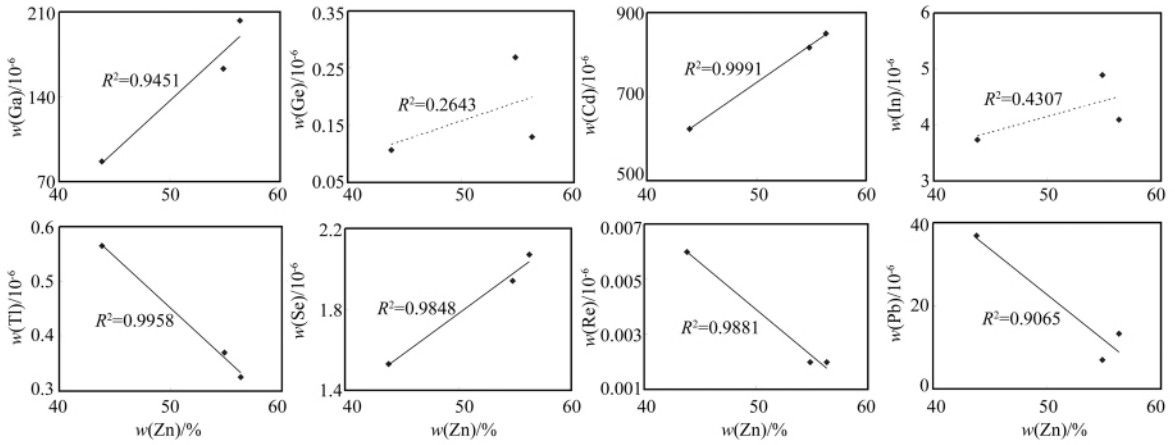 w(Ga)/10⁻⁶
210
140
70
R²=0.9451
40 50 60
w(Ge)/10⁻⁶
0.35
0.25
0.15
0.05
R²=0.2643
40 50 60
w(Cd)/10⁻⁶
900
700
500
R²=0.9991
40 50 60
w(In)/10⁻⁶
6
5
4
3
R²=0.4307
40 50 60
w(Tl)/10⁻⁶
0.6
0.5
0.4
0.3
R²=0.9958
40 50 60
w(Zn)/%
w(Se)/10⁻⁶
2.2
1.8
1.4
R²=0.9848
40 50 60
w(Zn)/%
w(Re)/10⁻⁶
0.007
0.005
0.003
0.001
R²=0.9881
40 50 60
w(Zn)/%
w(Pb)/10⁻⁶
40
20
0
R²=0.9065
40 50 60
w(Zn)/%